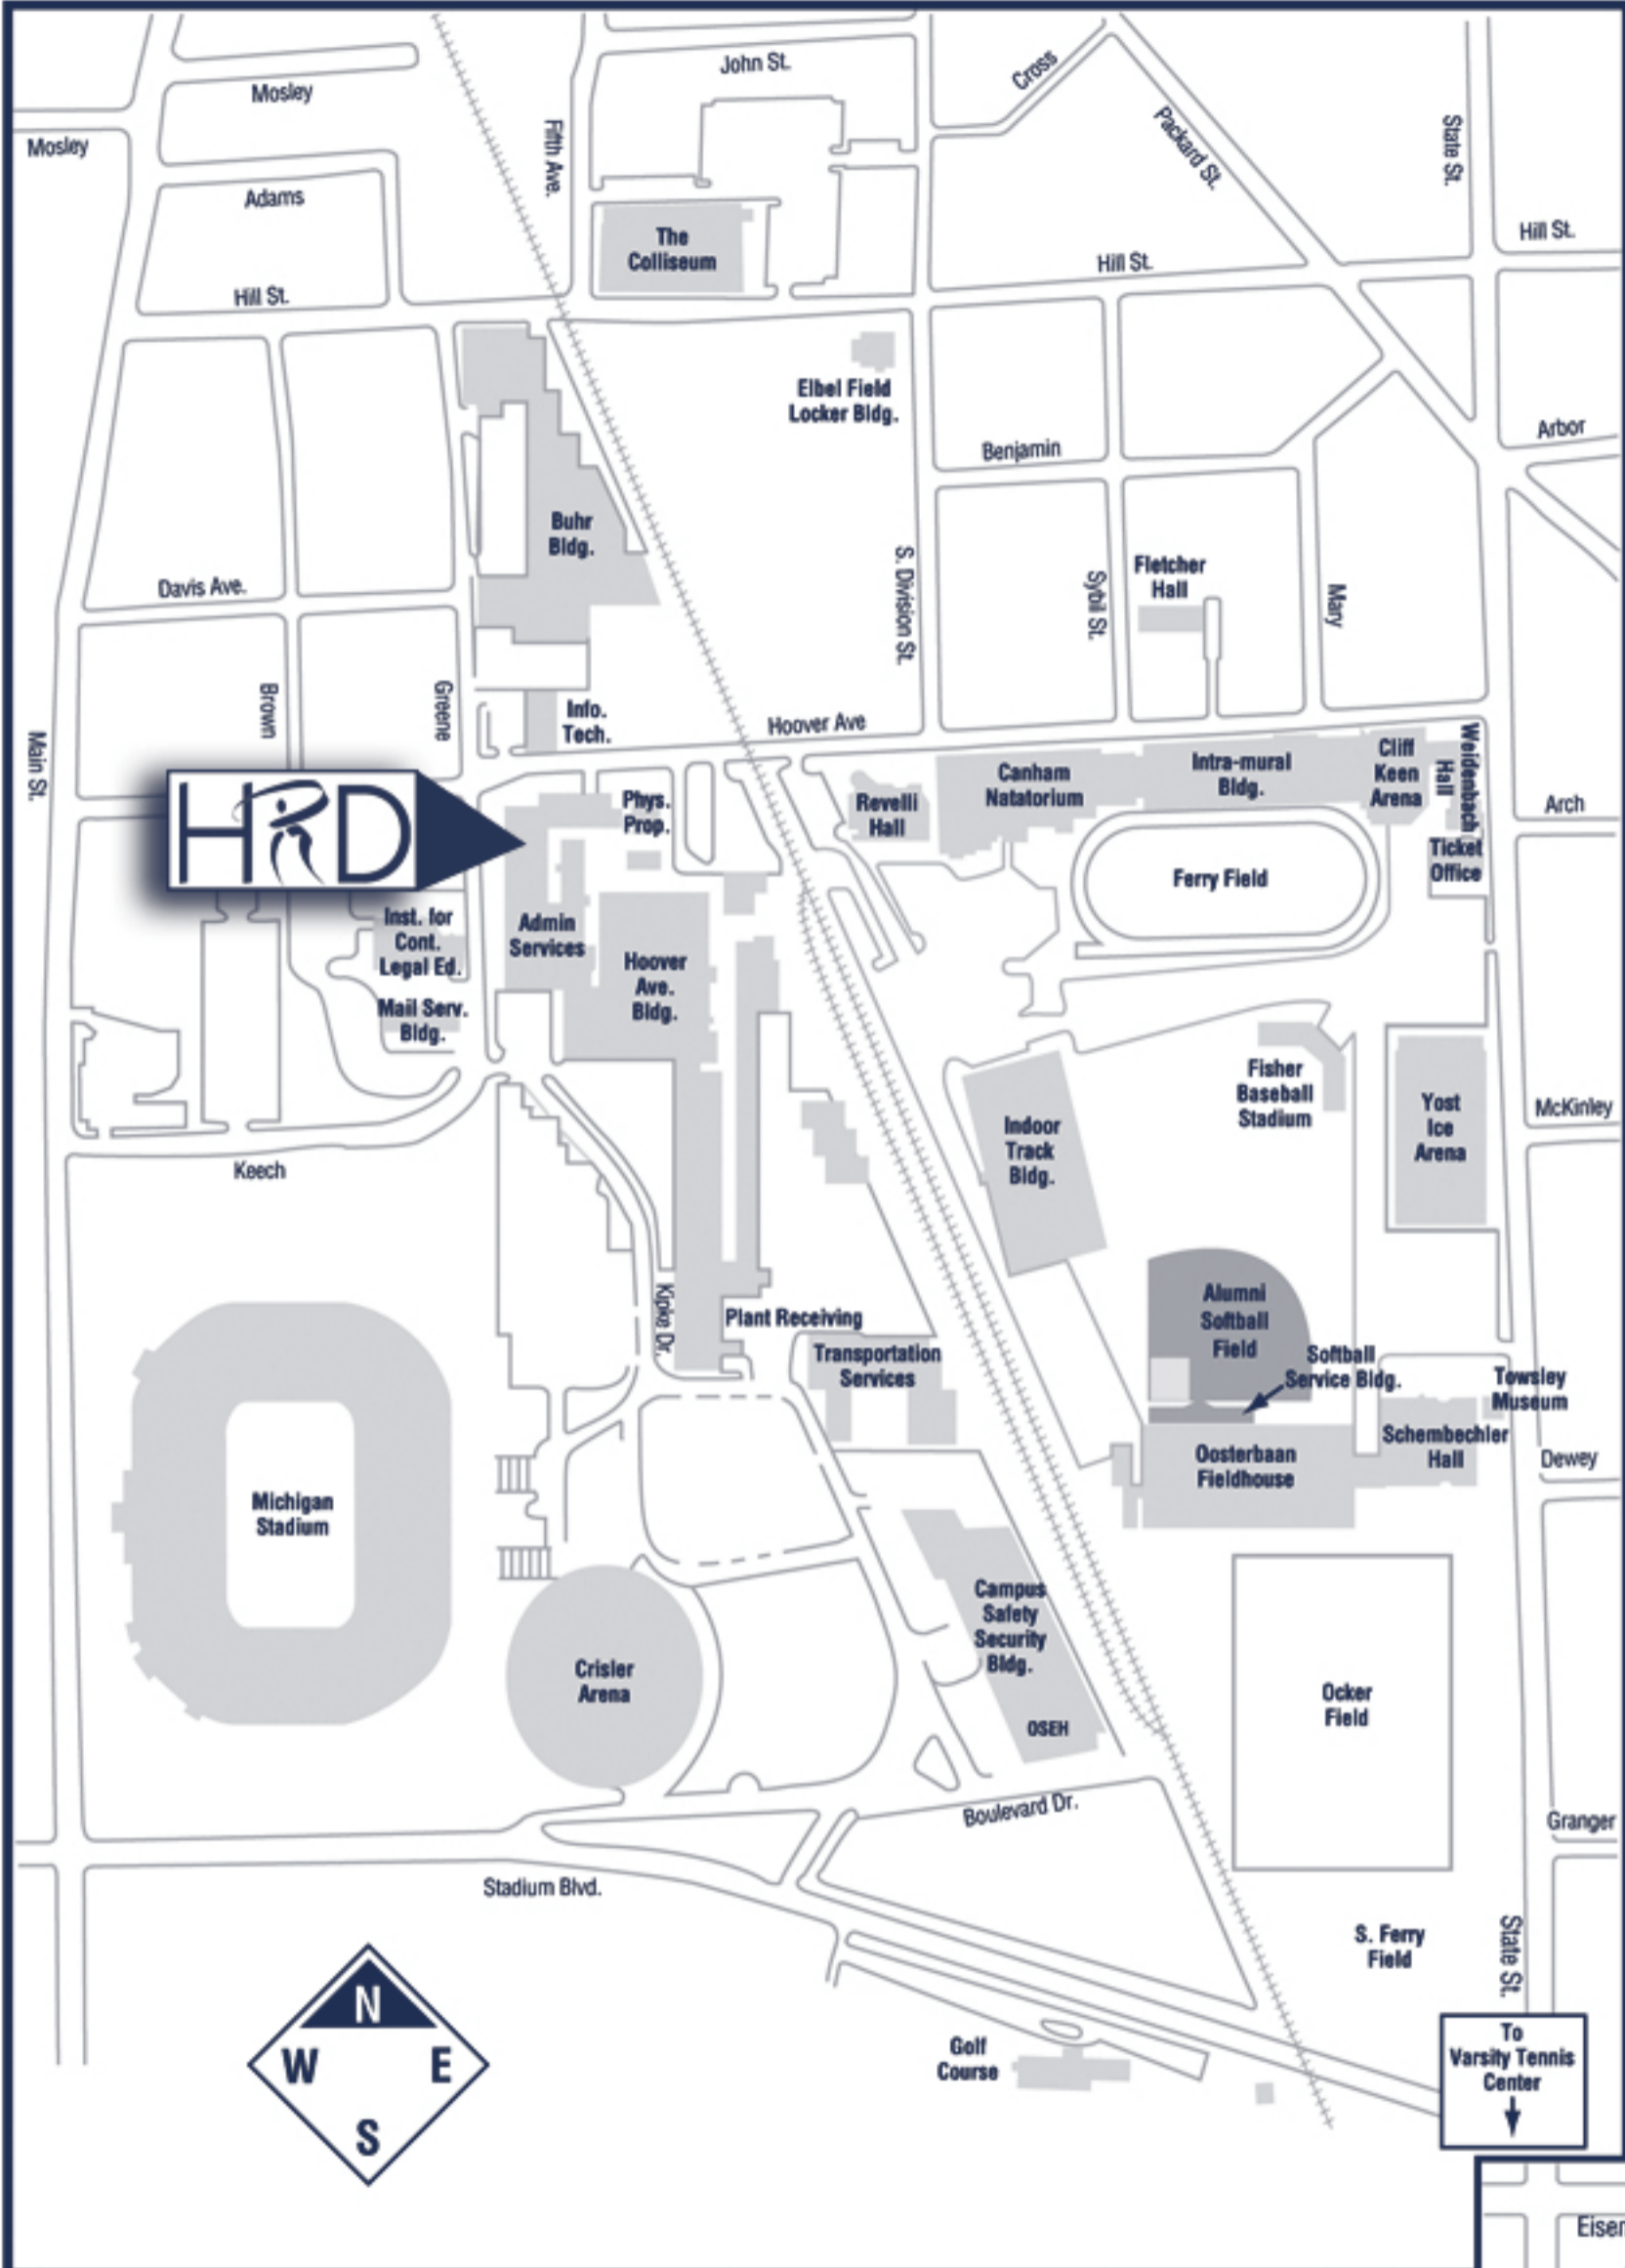 John St.
Cross
Mosley
Fifth Ave.
Packard St.
State St.
Mosley
Adams
The
Colliseum
Hill St.
Hill St.
Hill St.
Elbel Field
Locker Bldg.
Arbor
Benjamin
Buhr
Bldg.
Davis Ave.
S. Division St.
Sybil St.
Fletcher
Hall
Mary
Brown
Greene
Info.
Tech.
Hoover Ave
Main St.
HRD
Phys.
Prop.
Revelli
Hall
Canham
Natatorium
Intra-mural
Bldg.
Cliff
Keen
Arena
Weidenbach
Hall
Arch
Ticket
Office
Ferry Field
Inst. for
Cont.
Legal Ed.
Admin
Services
Hoover
Ave.
Bldg.
Mail Serv.
Bldg.
Fisher
Baseball
Stadium
Yost
Ice
Arena
McKinley
Indoor
Track
Bldg.
Keech
Kipke Dr.
Plant Receiving
Alumni
Softball
Field
Transportation
Services
Softball
Service Bldg.
Towsley
Museum
Schembechler
Hall
Dewey
Oosterbaan
Fieldhouse
Michigan
Stadium
Campus
Safety
Security
Bldg.
Crisler
Arena
OSEH
Ocker
Field
Boulevard Dr.
Granger
Stadium Blvd.
S. Ferry
Field
State St.
N
W E
S
Golf
Course
To
Varsity Tennis
Center
Eisen